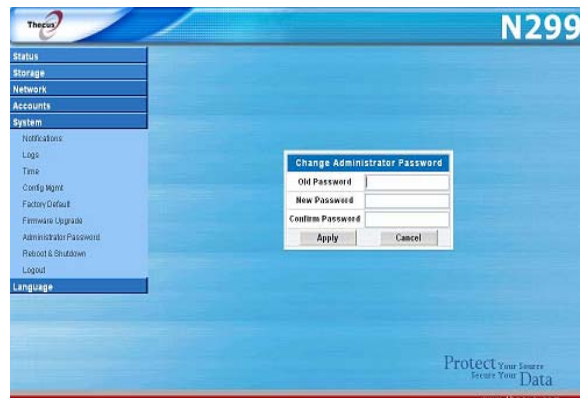 Thecus
N299
Status
Storage
Network
Accounts
System
Notifications
Logs
Time
Config Mgmt
Factory Default
Firmware Upgrade
Administrator Password
Reboot & Shutdown
Logout
Language
Change Administrator Password
Old Password
New Password
Confirm Password
Apply Cancel
Protect Your Source
Secure Your Data